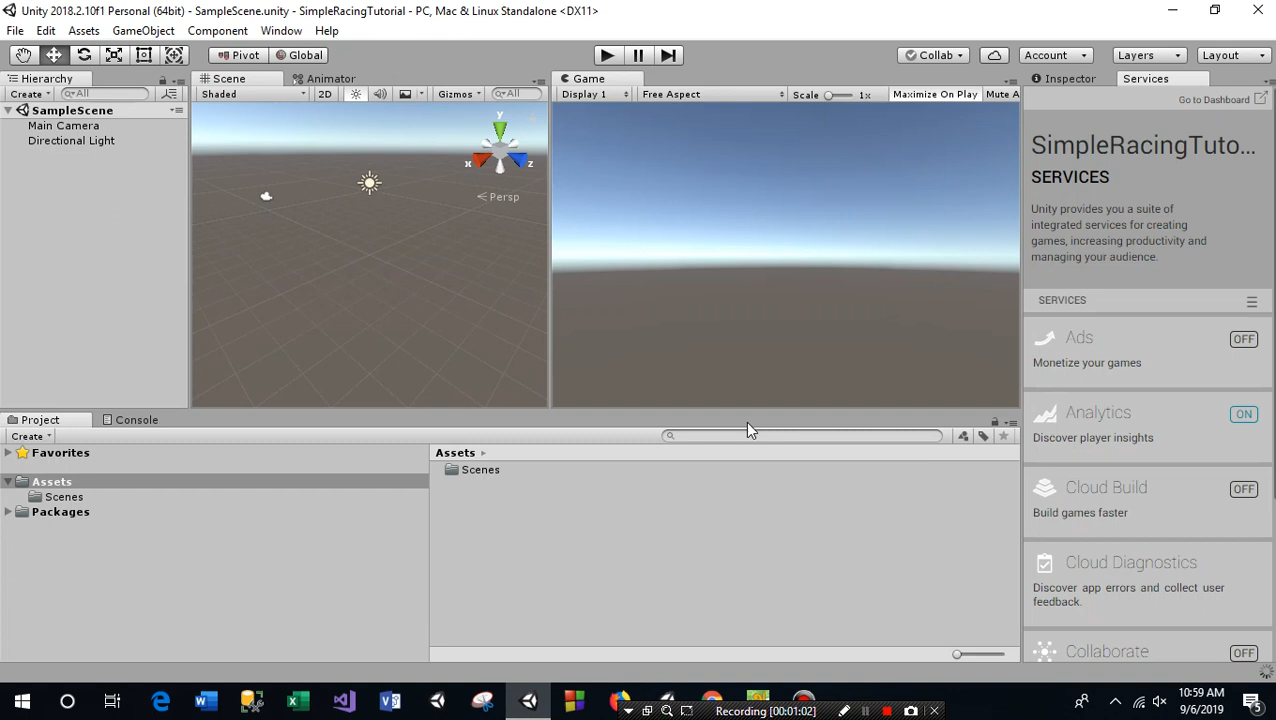 Unity 2018.2.10f1 Personal (64bit) - SampleScene.unity - SimpleRacingTutorial - PC, Mac & Linux Standalone <DX11>
File Edit Assets GameObject Component Window Help
Pivot Global Collab Account Layers Layout
Hierarchy Scene Animator Game Inspector Services
Create All Shaded 2D Gizmos All Display 1 Free Aspect Scale 1x Maximize On Play Mute A Go to Dashboard
SampleScene
Main Camera
Directional Light
y
x z
Persp
SimpleRacingTuto...
SERVICES
Unity provides you a suite of
integrated services for creating
games, increasing productivity and
managing your audience.
SERVICES
Ads OFF
Monetize your games
Analytics ON
Discover player insights
Cloud Build OFF
Build games faster
Cloud Diagnostics
Discover app errors and collect user
feedback.
Collaborate OFF
Project Console
Create
Favorites
Assets
Scenes
Packages
Assets
Scenes
10:59 AM
9/6/2019
5
Recording [00:01:02]